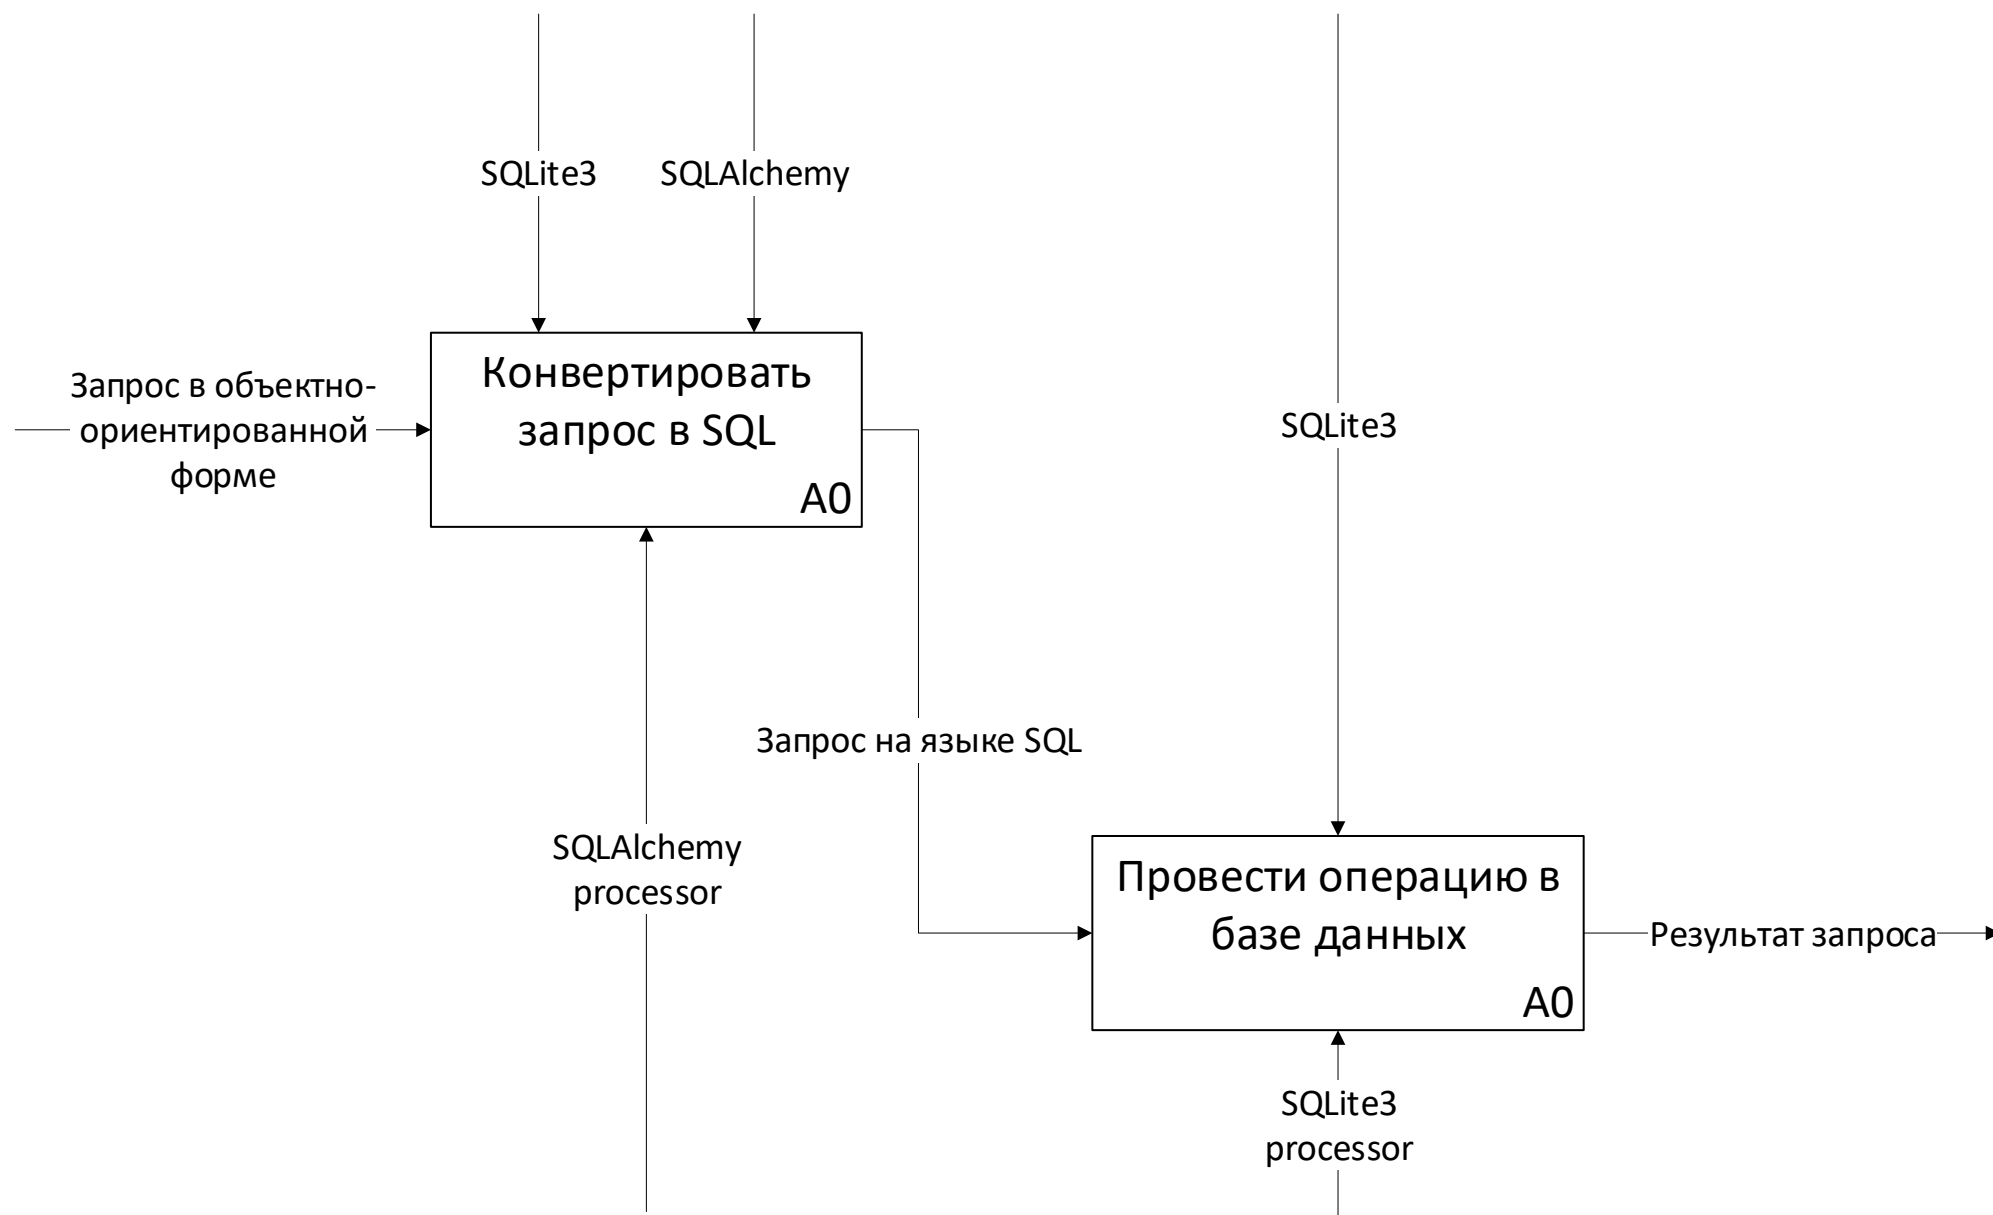 SQLite3
SQLAlchemy
Запрос в объектно-
ориентированной
форме
Конвертировать
запрос в SQL
A0
SQLite3
Запрос на языке SQL
SQLAlchemy
processor
Провести операцию в
базе данных
A0
Результат запроса
SQLite3
processor